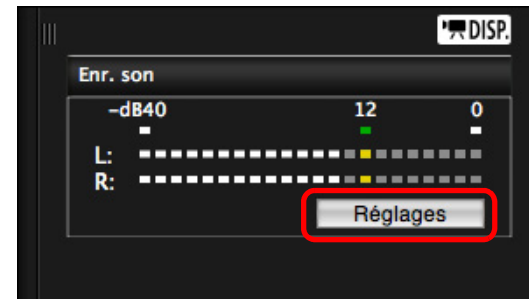 DISP.
Enr. son
-dB40 12 0
L:
R:
Réglages